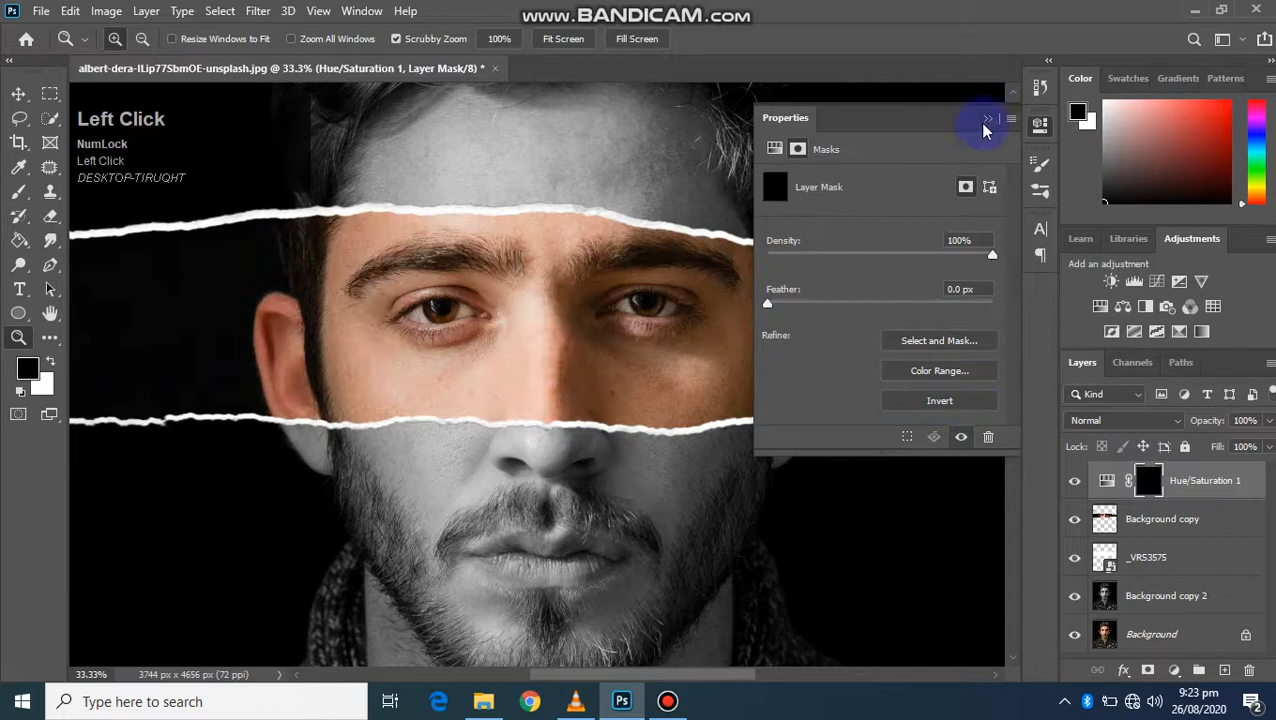 www.BANDICAM.com
Ps File Edit Image Layer Type Select Filter 3D View Window Help
Resize Windows to Fit Zoom All Windows Scrubby Zoom 100% Fit Screen Fill Screen
albert-dera-ILip77SbmOE-unsplash.jpg @ 33.3% (Hue/Saturation 1, Layer Mask/8) *
Left Click
NumLock
Left Click
DESKTOP-TIRUQHT
Properties
Masks
Layer Mask
Density: 100%
Feather: 0.0 px
Refine:
Select and Mask...
Color Range...
Invert
Color Swatches Gradients Patterns
Learn Libraries Adjustments
Add an adjustment
Layers Channels Paths
Kind
Normal Opacity: 100%
Lock: Fill: 100%
Hue/Saturation 1
Background copy
_VRS3575
Background copy 2
Background
33.33% 3744 px x 4656 px (72 ppi)
Type here to search
Ps
9:23 pm
26/08/2020
2